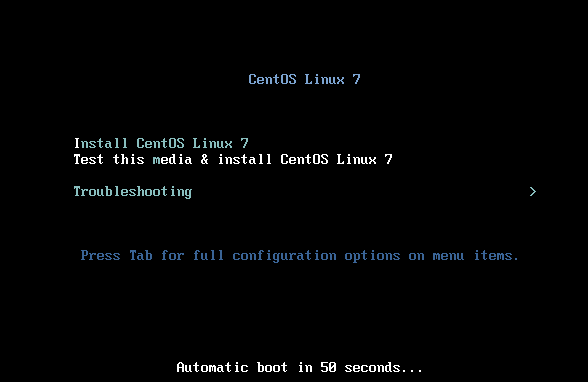 CentOS Linux 7
Install CentOS Linux 7
Test this media & install CentOS Linux 7
Troubleshooting >
Press Tab for full configuration options on menu items.
Automatic boot in 50 seconds...